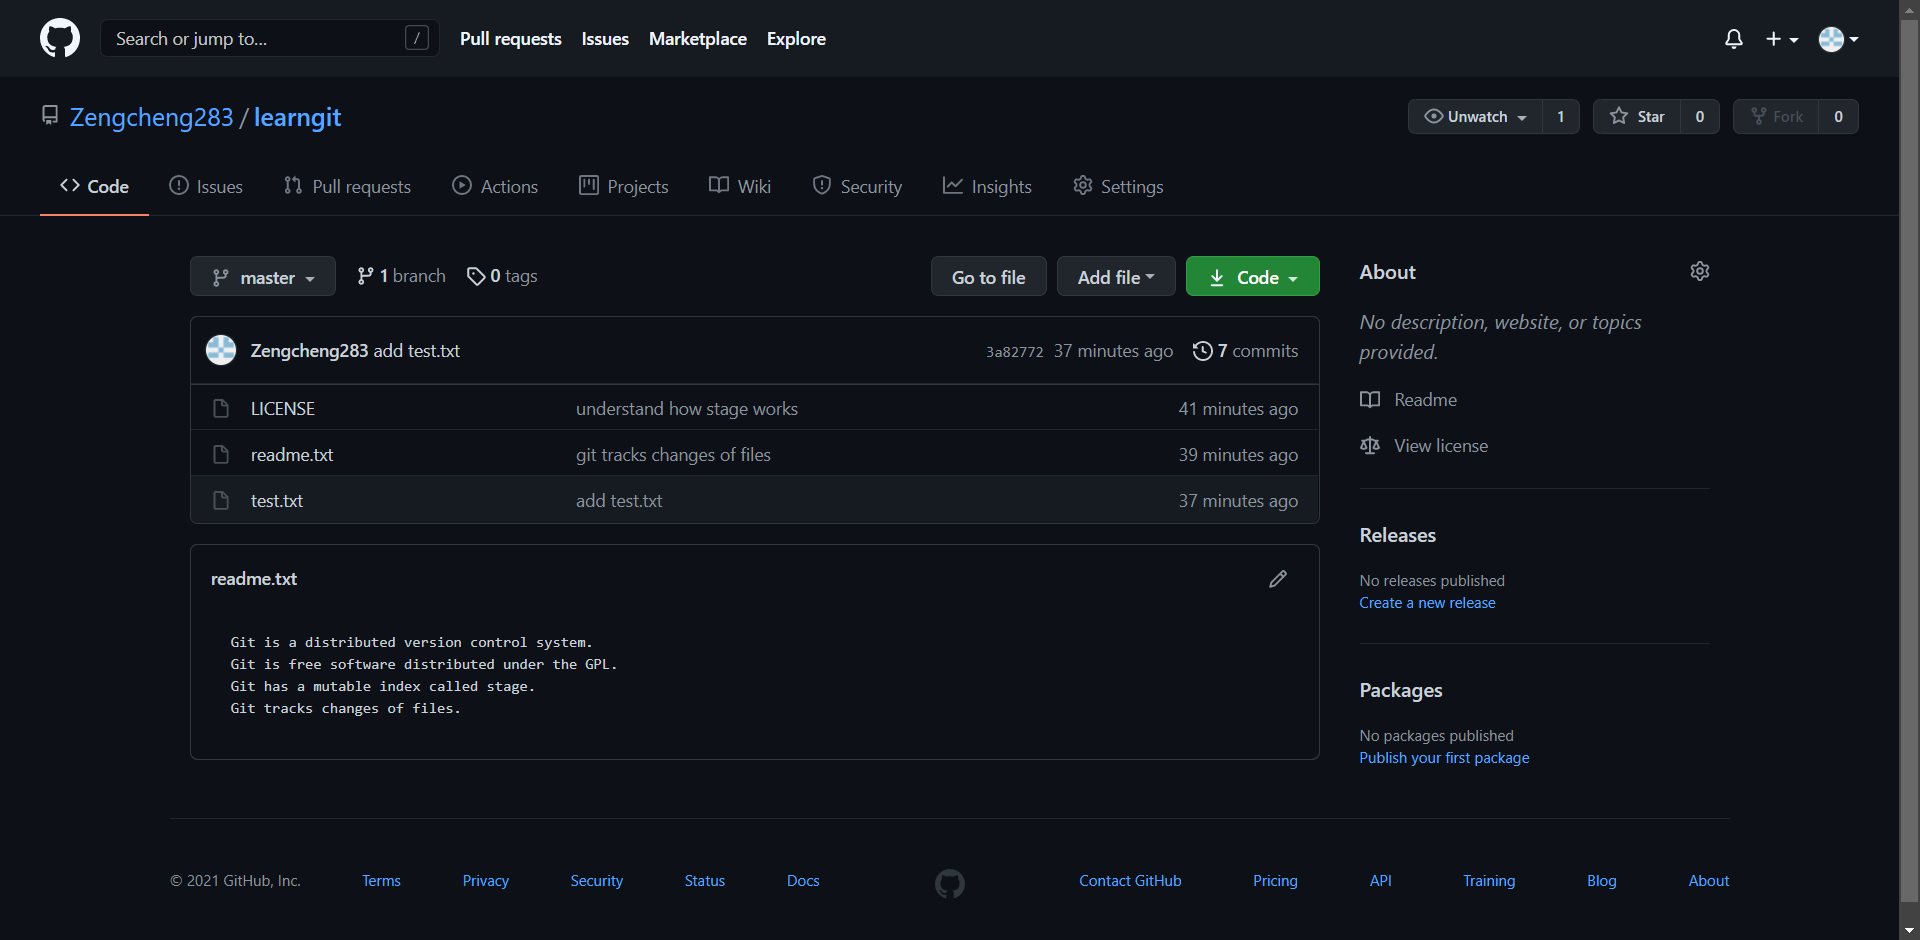 Search or jump to... /
Pull requests Issues Marketplace Explore
Zengcheng283 / learngit
Unwatch 1 Star 0 Fork 0
Code Issues Pull requests Actions Projects Wiki Security Insights Settings
master 1 branch 0 tags Go to file Add file Code
Zengcheng283 add test.txt 3a82772 37 minutes ago 7 commits
LICENSE understand how stage works 41 minutes ago
readme.txt git tracks changes of files 39 minutes ago
test.txt add test.txt 37 minutes ago
readme.txt
Git is a distributed version control system.
Git is free software distributed under the GPL.
Git has a mutable index called stage.
Git tracks changes of files.
About
No description, website, or topics
provided.
Readme
View license
Releases
No releases published
Create a new release
Packages
No packages published
Publish your first package
© 2021 GitHub, Inc. Terms Privacy Security Status Docs Contact GitHub Pricing API Training Blog About